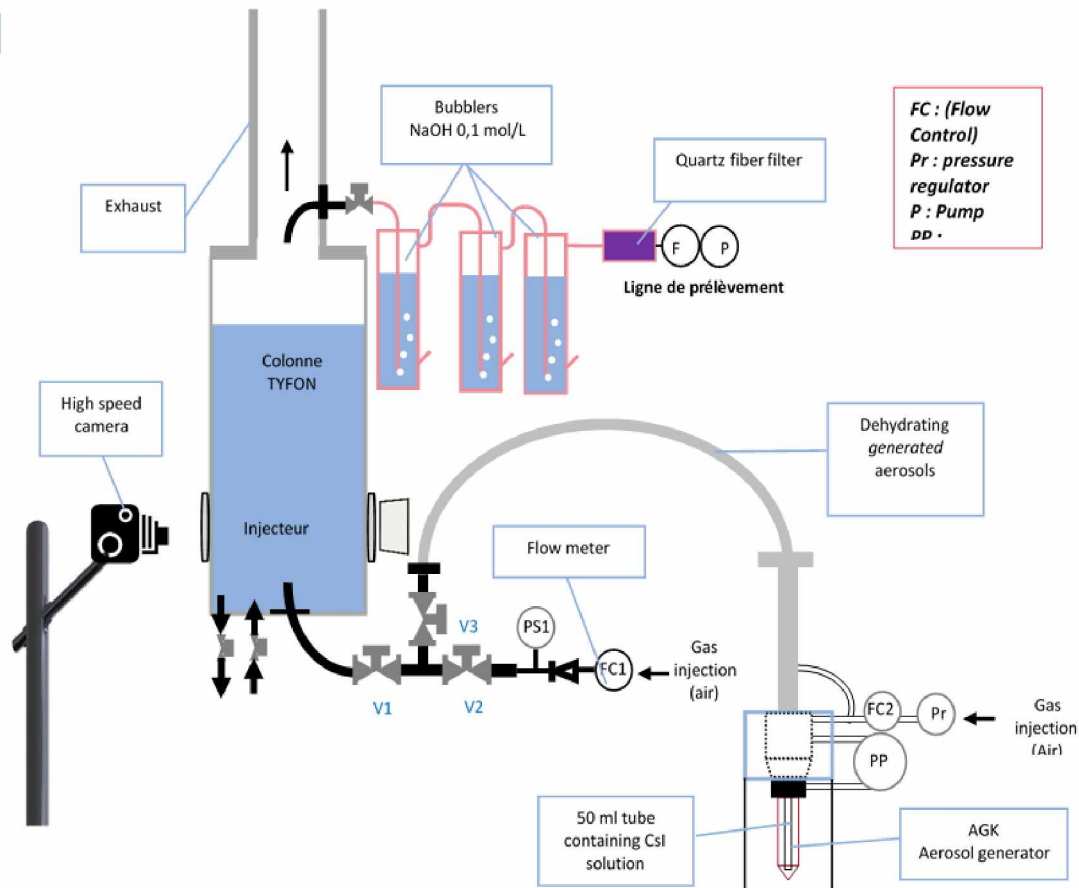 Bubblers
NaOH 0,1 mol/L
FC : (Flow
Control)
Pr : pressure
regulator
P : Pump
PP :
Quartz fiber filter
Exhaust
F
P
Ligne de prélèvement
Colonne
TYFON
High speed
camera
Dehydrating
generated
aerosols
Injecteur
Flow meter
V3
PS1
FC1
Gas
injection
(air)
V1
V2
FC2
Pr
Gas
injection
(Air)
PP
50 ml tube
containing CsI
solution
AGK
Aerosol generator